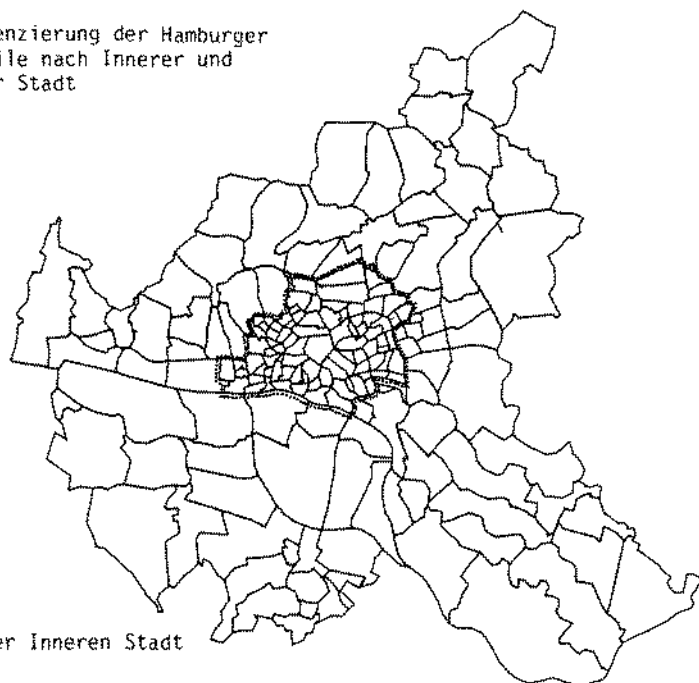 enzierung der Hamburger
ile nach Innerer und
r Stadt
er Inneren Stadt